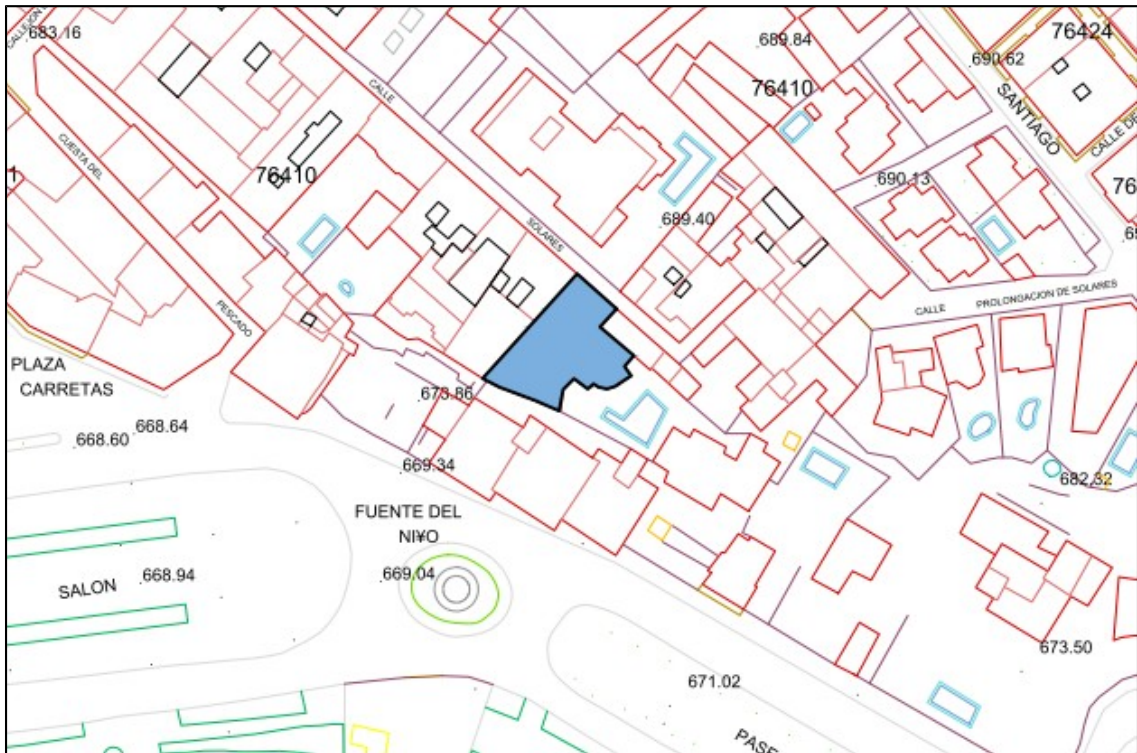 CALLEJON
683.16
CALLE
689.84
76410
690.62
76424
SANTIAGO
CALLE DE
CUESTA DEL
1
76410
690.13
76
689.40
SOLARES
CALLE
PROLONGACION DE SOLARES
PESCADO
PLAZA
CARRETAS
673.86
668.60
668.64
669.34
682.32
FUENTE DEL
NI¥O
SALON
668.94
669.04
673.50
671.02
PASE